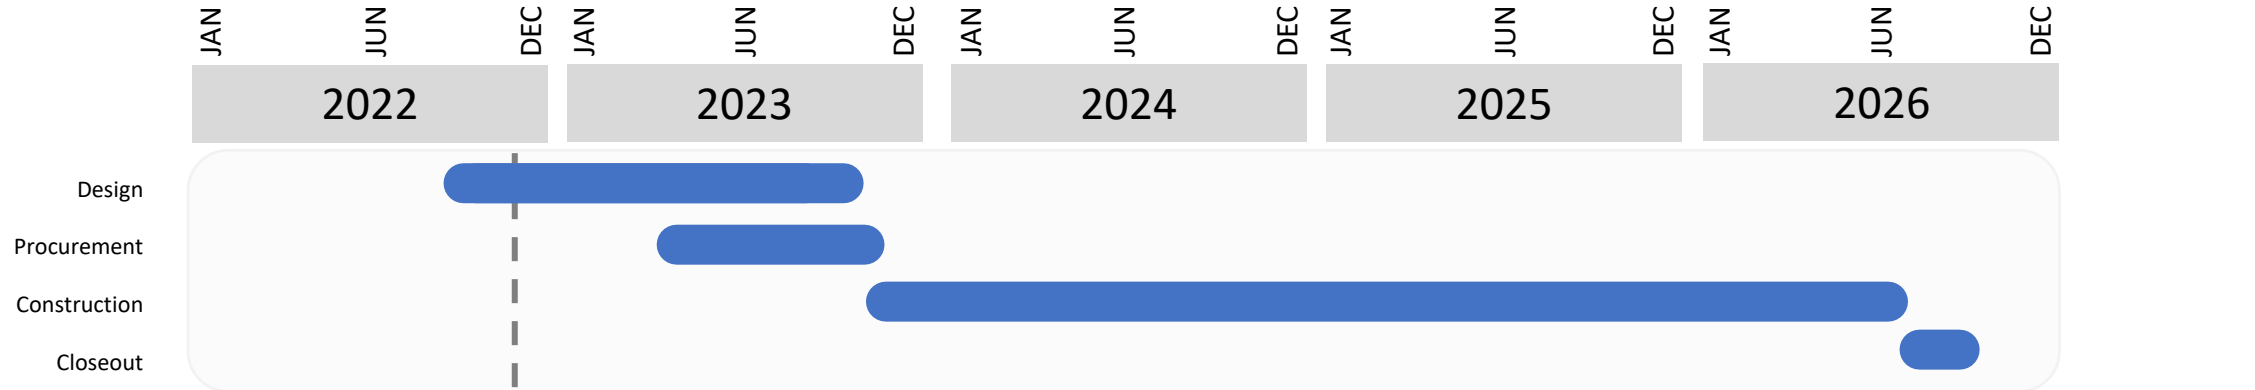 JAN JUN DEC JAN JUN DEC JAN JUN DEC JAN JUN DEC JAN JUN DEC
2022 2023 2024 2025 2026
Design
Procurement
Construction
Closeout